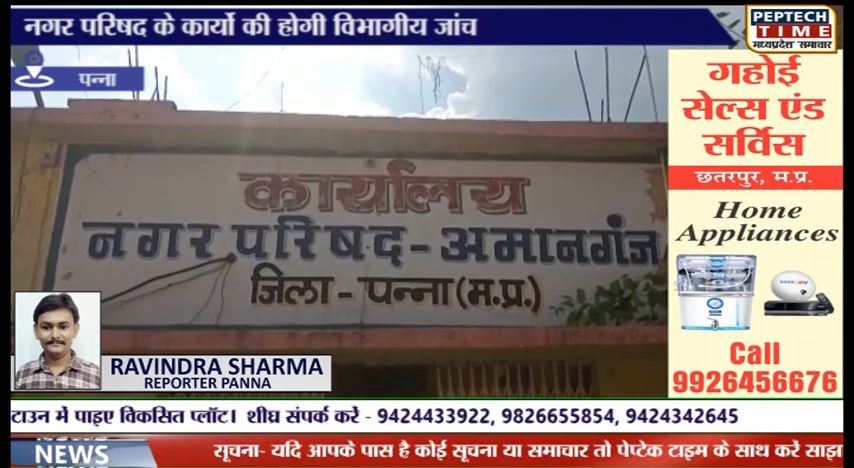 नगर परिषद के कार्यो की होगी विभागीय जांच
PEPTECH
TIME
मध्यप्रदेश समाचार
पन्ना
कार्यालय
नगर परिषद - अमानगंज
जिला - पन्ना (म.प्र.)
गहोई
सेल्स एंड
सर्विस
छतरपुर, म.प्र.
Home
Appliances
Call
9926456676
RAVINDRA SHARMA
REPORTER PANNA
टाउन में पाइए विकसित प्लॉट। शीघ्र संपर्क करें - 9424433922, 9826655854, 9424342645
NEWS
सूचना- यदि आपके पास है कोई सूचना या समाचार तो पेप्टेक टाइम के साथ करें साझा